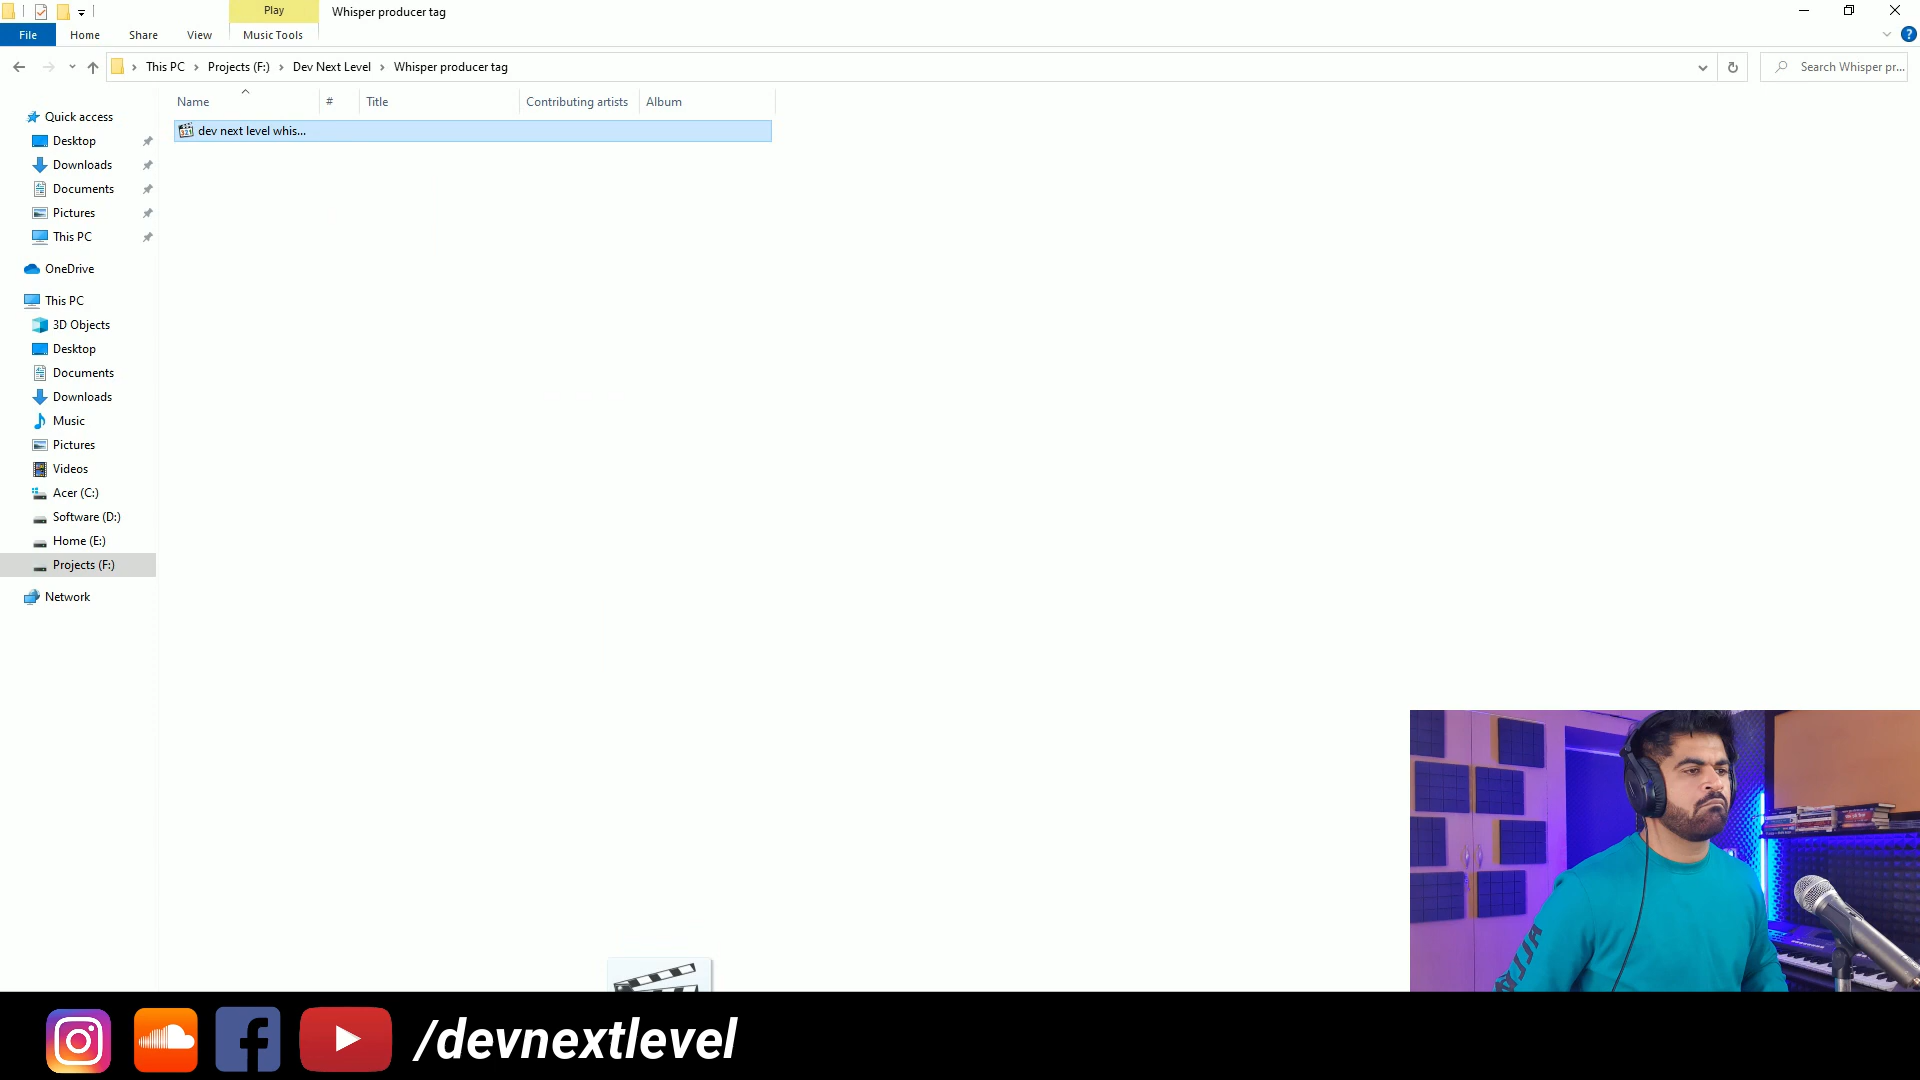 Play
Whisper producer tag
File
Home
Share
View
Music Tools
This PC
Projects (F:)
Dev Next Level
Whisper producer tag
Search Whisper pr...
Name
#
Title
Contributing artists
Album
dev next level whis...
Quick access
Desktop
Downloads
Documents
Pictures
This PC
OneDrive
This PC
3D Objects
Desktop
Documents
Downloads
Music
Pictures
Videos
Acer (C:)
Software (D:)
Home (E:)
Projects (F:)
Network
/devnextlevel